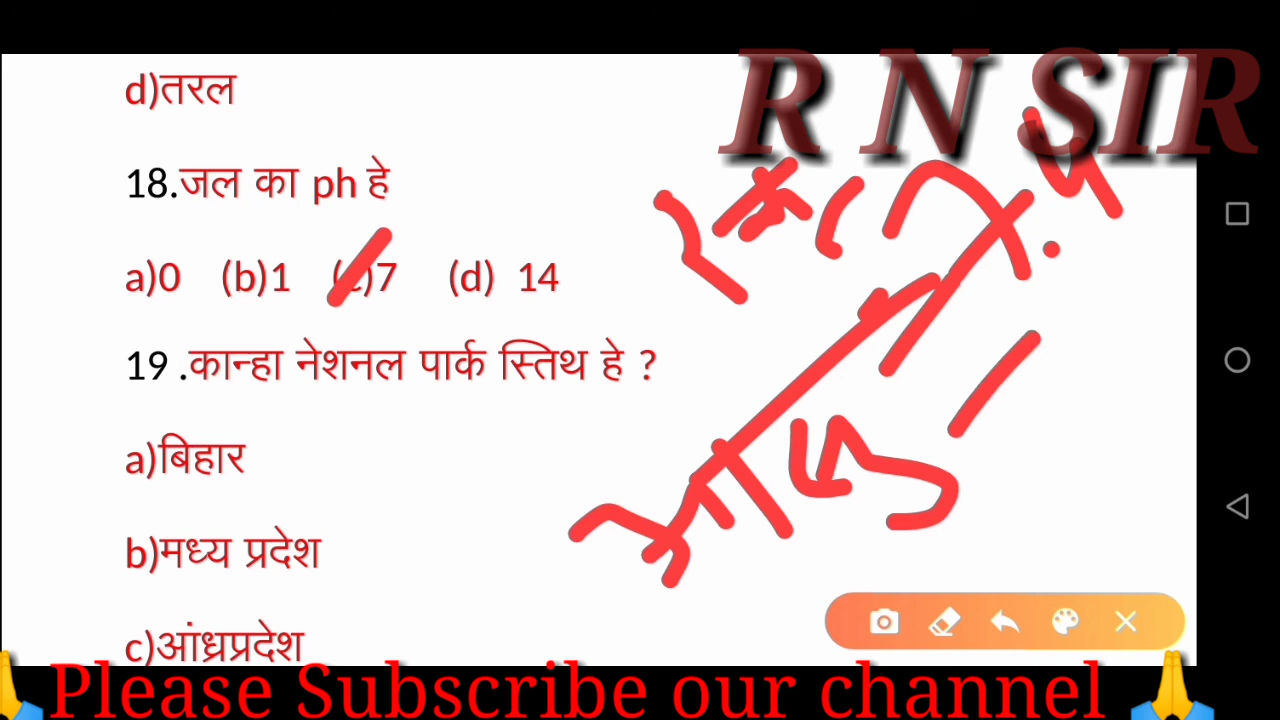 R N SIR
d)तरल
18.जल का ph हे
a)0 (b)1 (c)7 (d) 14
19 .कान्हा नेशनल पार्क स्तिथ हे ?
a)बिहार
b)मध्य प्रदेश
c)आंध्रप्रदेश
Please Subscribe our channel